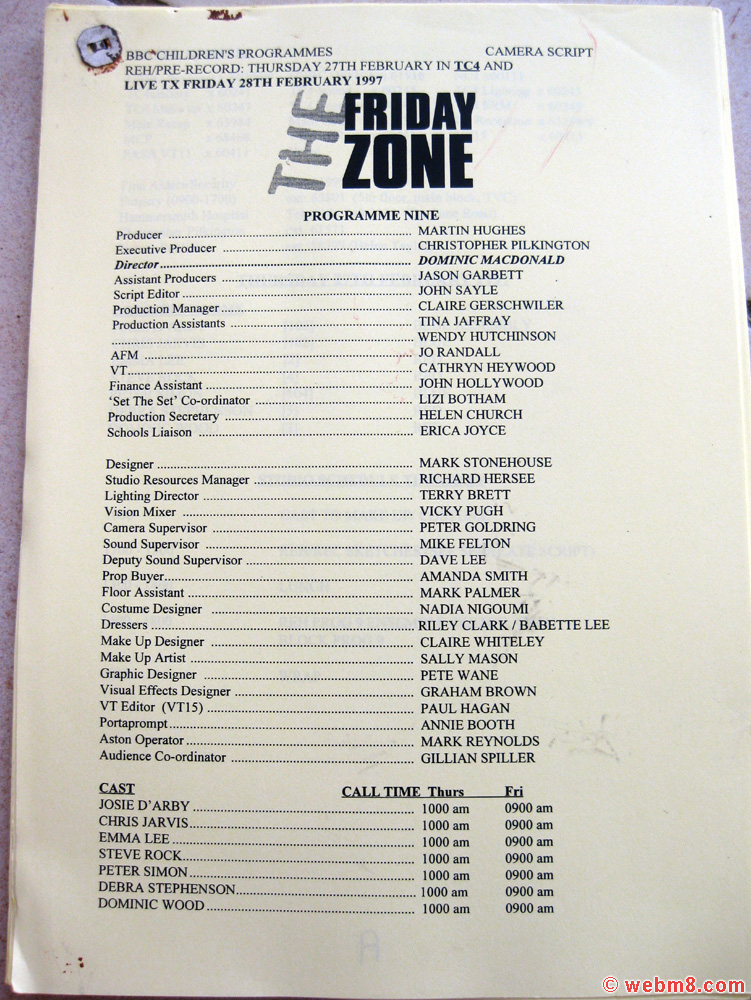 BBC CHILDREN'S PROGRAMMES CAMERA SCRIPT
REH/PRE-RECORD: THURSDAY 27TH FEBRUARY IN TC4 AND
LIVE TX FRIDAY 28TH FEBRUARY 1997
THE FRIDAY
ZONE
PROGRAMME NINE
Producer ........ MARTIN HUGHES
Executive Producer ........ CHRISTOPHER PILKINGTON
Director ........ DOMINIC MACDONALD
Assistant Producers ........ JASON GARBETT
Script Editor ........ JOHN SAYLE
Production Manager ........ CLAIRE GERSCHWILER
Production Assistants ........ TINA JAFFRAY
........ WENDY HUTCHINSON
AFM ........ JO RANDALL
VT ........ CATHRYN HEYWOOD
Finance Assistant ........ JOHN HOLLYWOOD
'Set The Set' Co-ordinator ........ LIZI BOTHAM
Production Secretary ........ HELEN CHURCH
Schools Liaison ........ ERICA JOYCE
Designer ........ MARK STONEHOUSE
Studio Resources Manager ........ RICHARD HERSEE
Lighting Director ........ TERRY BRETT
Vision Mixer ........ VICKY PUGH
Camera Supervisor ........ PETER GOLDRING
Sound Supervisor ........ MIKE FELTON
Deputy Sound Supervisor ........ DAVE LEE
Prop Buyer ........ AMANDA SMITH
Floor Assistant ........ MARK PALMER
Costume Designer ........ NADIA NIGOUMI
Dressers ........ RILEY CLARK / BABETTE LEE
Make Up Designer ........ CLAIRE WHITELEY
Make Up Artist ........ SALLY MASON
Graphic Designer ........ PETE WANE
Visual Effects Designer ........ GRAHAM BROWN
VT Editor (VT15) ........ PAUL HAGAN
Portaprompt ........ ANNIE BOOTH
Aston Operator ........ MARK REYNOLDS
Audience Co-ordinator ........ GILLIAN SPILLER
CAST CALL TIME Thurs Fri
JOSIE D'ARBY ........ 1000 am 0900 am
CHRIS JARVIS ........ 1000 am 0900 am
EMMA LEE ........ 1000 am 0900 am
STEVE ROCK ........ 1000 am 0900 am
PETER SIMON ........ 1000 am 0900 am
DEBRA STEPHENSON ........ 1000 am 0900 am
DOMINIC WOOD ........ 1000 am 0900 am
© webm8.com